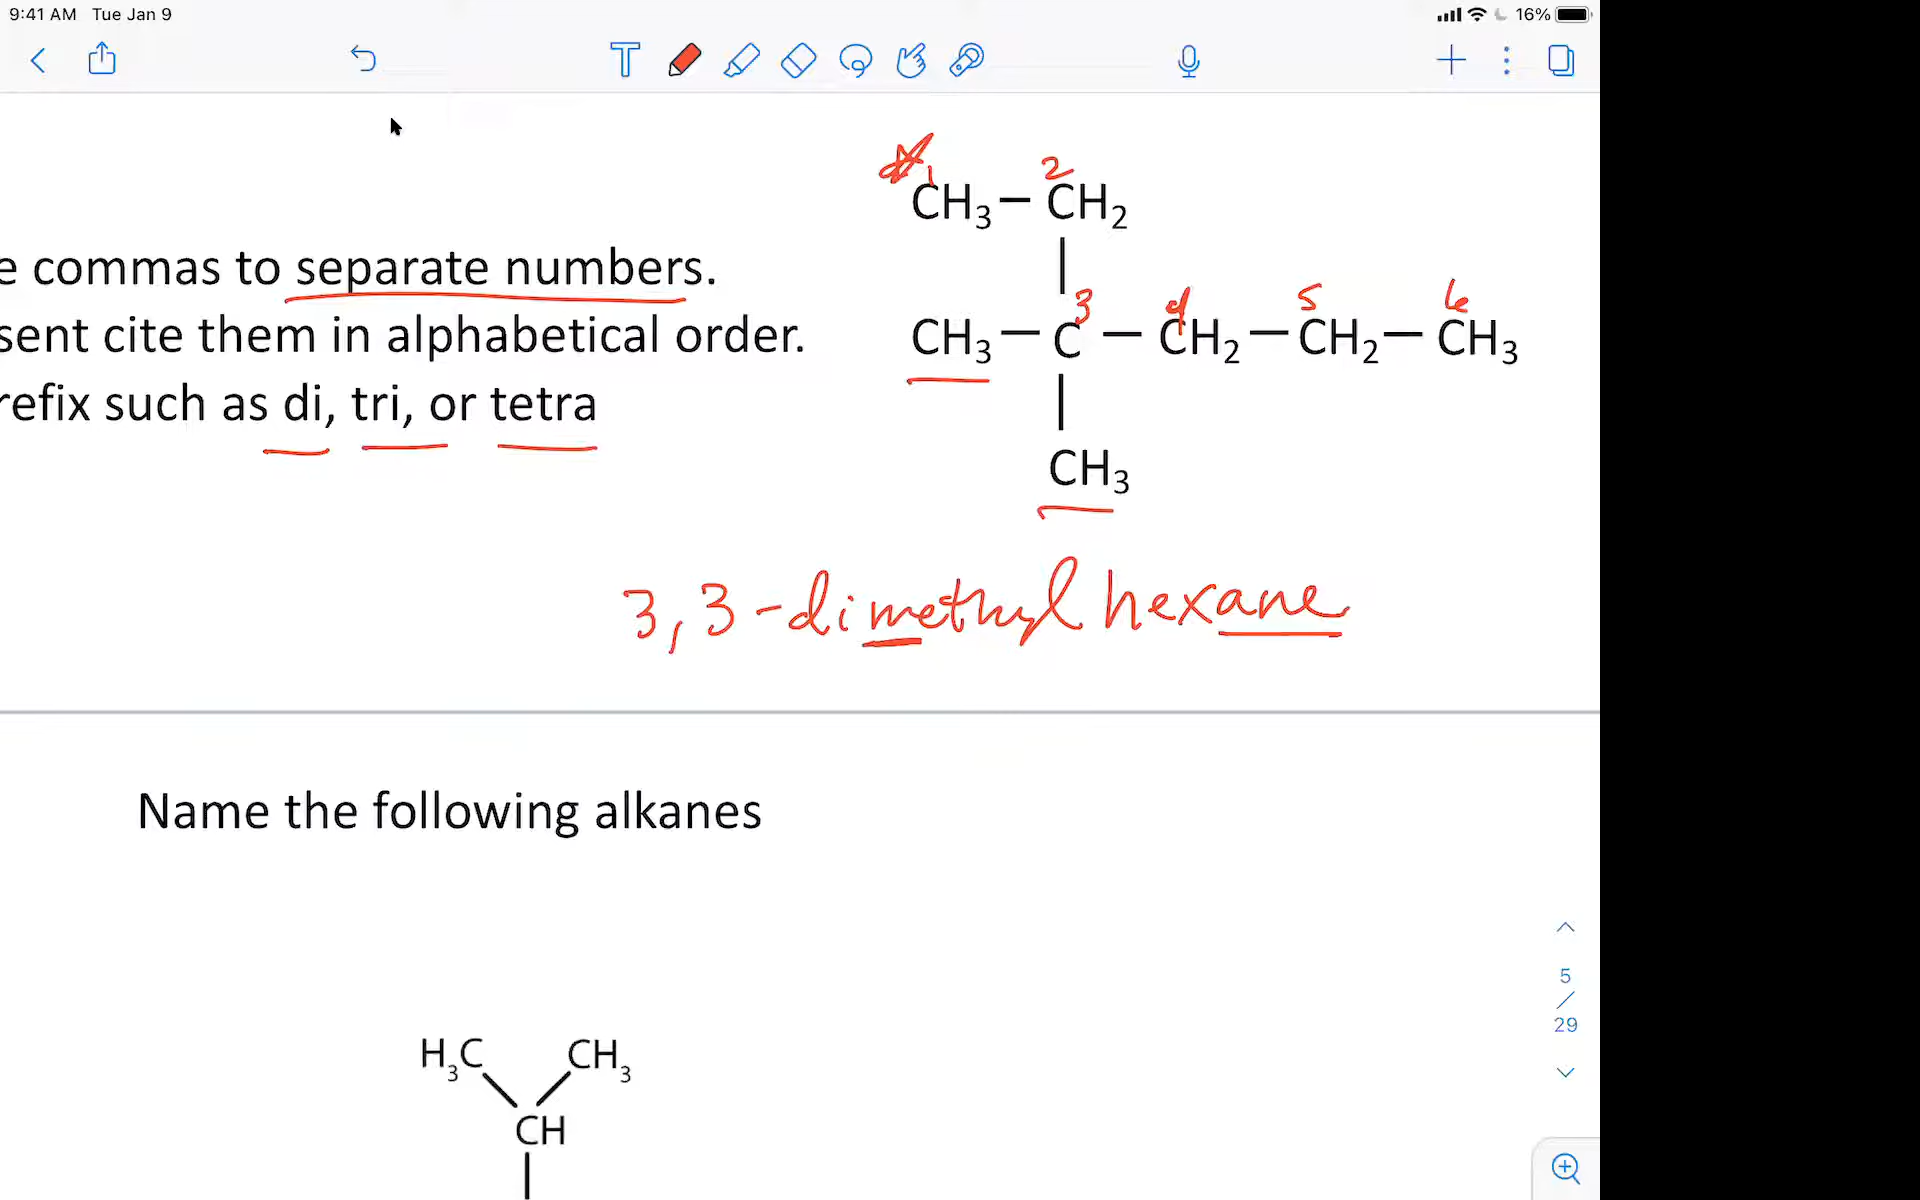 9:41 AM Tue Jan 9 16%
1 2
CH3 – CH2
e commas to separate numbers.
3 4 5 6
sent cite them in alphabetical order.
CH3 — C — CH2 — CH2 — CH3
refix such as di, tri, or tetra
CH3
3,3-dimethyl hexane
Name the following alkanes
5
/
29
H3C CH3
CH